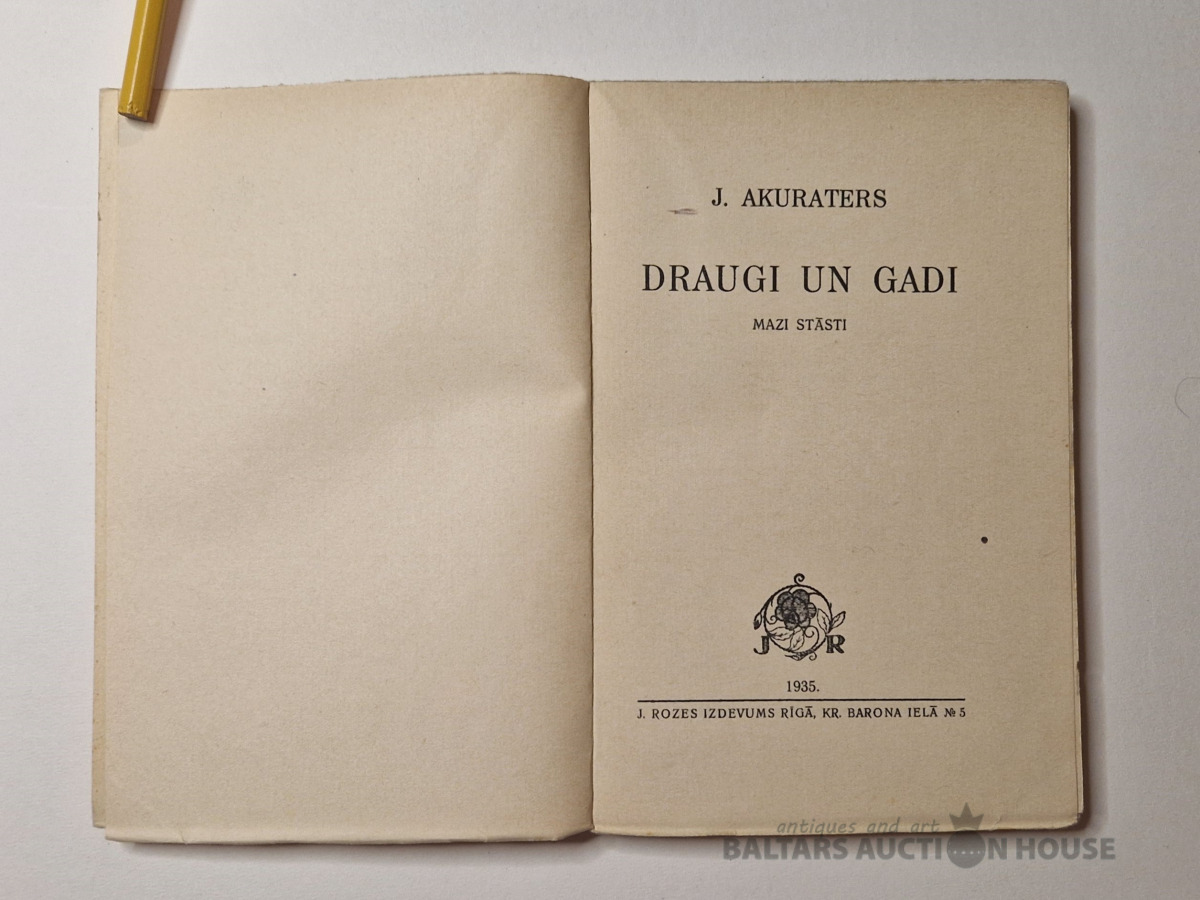 J. AKURATERS
DRAUGI UN GADI
MAZI STĀSTI
J R
1935.
J. ROZES IZDEVUMS RĪGĀ, KR. BARONA IELĀ № 5
antiques and art
BALTARS AUCTION HOUSE